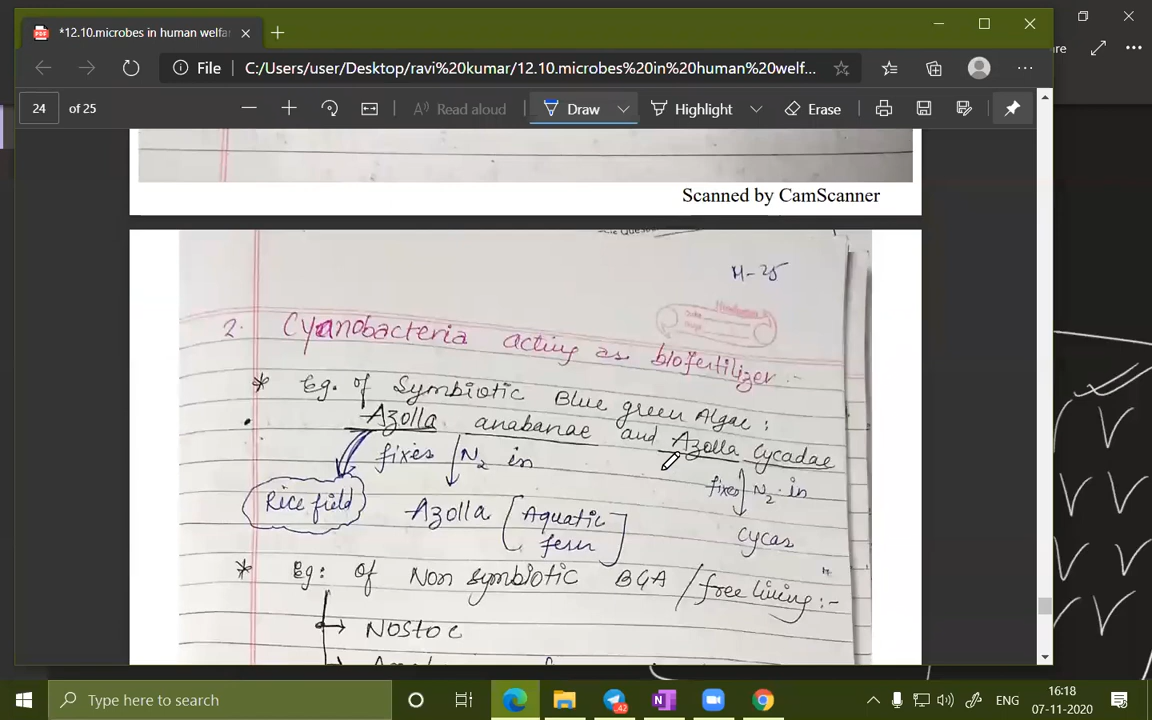 *12.10.microbes in human welfa
File C:/Users/user/Desktop/ravi%20kumar/12.10.microbes%20in%20human%20welf...
re
24 of 25
Read aloud
Draw
Highlight
Erase
Scanned by CamScanner
M-25
2. Cyanobacteria acting as biofertilizer :-
* Eg. of Symbiotic Blue green Algae :
Azolla anabanae and Azolla Cycadae
fixes N2 in
fixes N2 in
Rice field
Azolla [Aquatic fern]
Cycas
* Eg: of Non symbiotic BGA / free living :-
→ Nostoc
Type here to search
42
ENG
16:18
07-11-2020